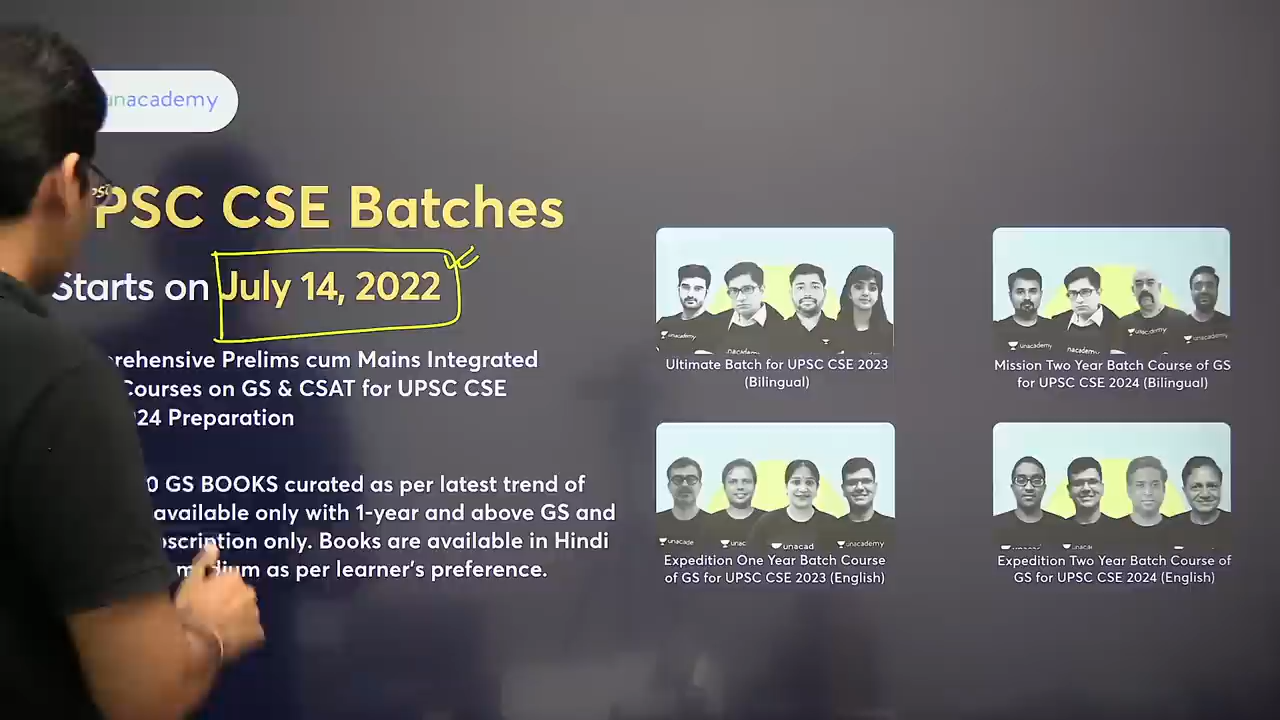 unacademy
PSC CSE Batches
Starts on July 14, 2022
rehensive Prelims cum Mains Integrated
Courses on GS & CSAT for UPSC CSE
24 Preparation
0 GS BOOKS curated as per latest trend of
available only with 1-year and above GS and
scription only. Books are available in Hindi
medium as per learner's preference.
Ultimate Batch for UPSC CSE 2023
(Bilingual)
Mission Two Year Batch Course of GS
for UPSC CSE 2024 (Bilingual)
Expedition One Year Batch Course
of GS for UPSC CSE 2023 (English)
Expedition Two Year Batch Course of
GS for UPSC CSE 2024 (English)